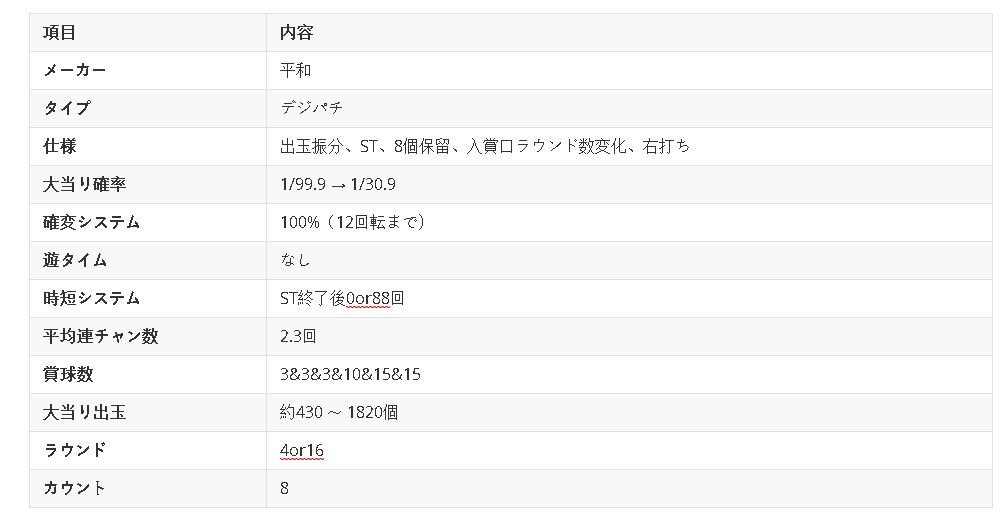 項目 内容
メーカー 平和
タイプ デジパチ
仕様 出玉振分、ST、8個保留、入賞口ラウンド数変化、右打ち
大当り確率 1/99.9 → 1/30.9
確変システム 100%（12回転まで）
遊タイム なし
時短システム ST終了後0or88回
平均連チャン数 2.3回
賞球数 3&3&3&10&15&15
大当り出玉 約430 ～ 1820個
ラウンド 4or16
カウント 8